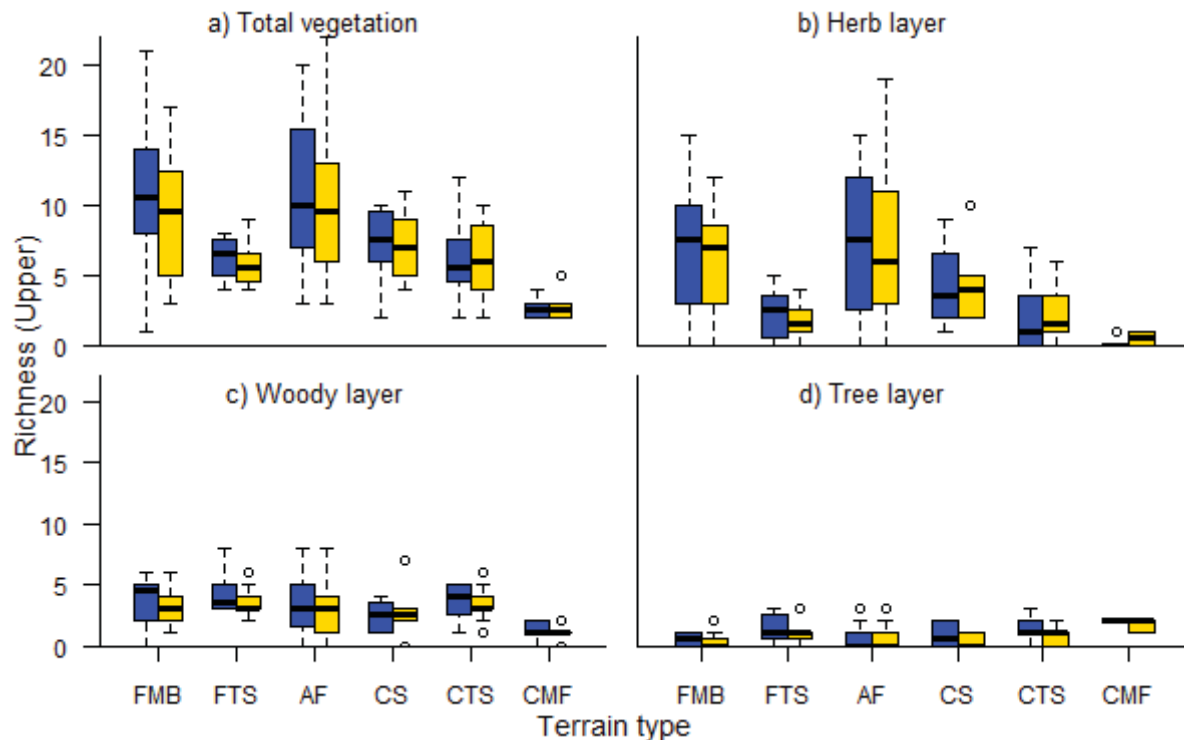 a) Total vegetation
b) Herb layer
20
15
10
5
0
c) Woody layer
d) Tree layer
20
15
10
5
0
Richness (Upper)
FMB FTS AF CS CTS CMF
FMB FTS AF CS CTS CMF
Terrain type